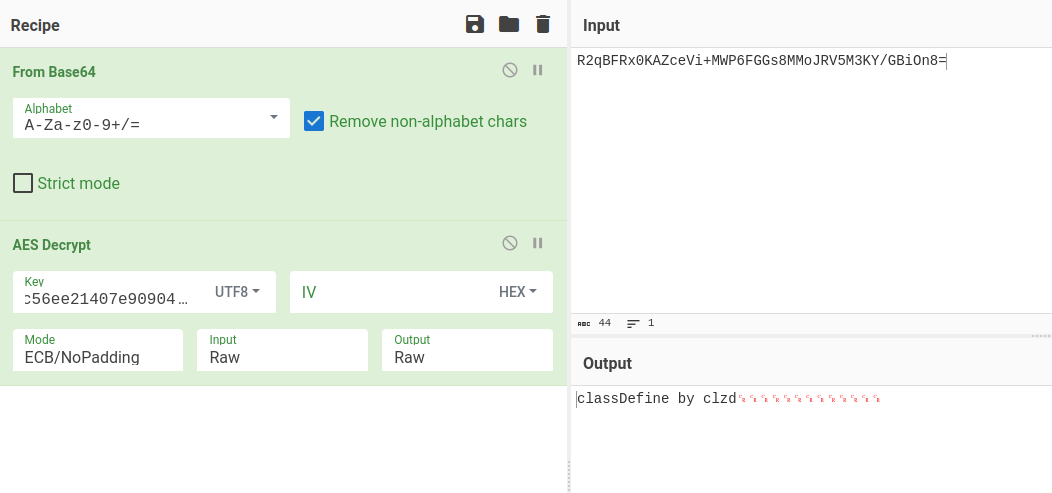 Recipe
From Base64
Alphabet
A-Za-z0-9+/=
Remove non-alphabet chars
Strict mode
AES Decrypt
Key
c56ee21407e90904…
UTF8
IV
HEX
Mode
ECB/NoPadding
Input
Raw
Output
Raw
Input
R2qBFRx0KAZceVi+MWP6FGGs8MMoJRV5M3KY/GBiOn8=
ABC 44
1
Output
classDefine by clzd␍␍␍␍␍␍␍␍␍␍␍␍␍